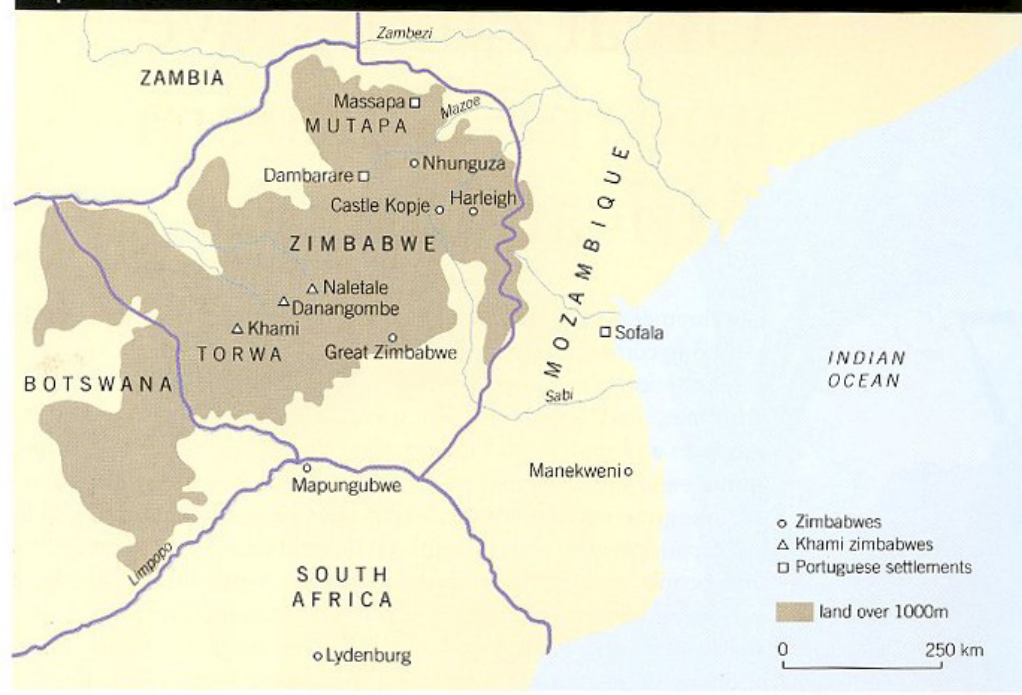 Zambezi
ZAMBIA
Massapa
Mazoe
MUTAPA
Nhunguza
Dambarare
Harleigh
Castle Kopje
ZIMBABWE
MOZAMBIQUE
Naletale
Danangombe
Khami
Sofala
TORWA
Great Zimbabwe
INDIAN
OCEAN
BOTSWANA
Sabi
Manekweni
Mapungubwe
Zimbabwes
Khami zimbabwes
Portuguese settlements
Limpopo
SOUTH
AFRICA
land over 1000m
0 250 km
Lydenburg